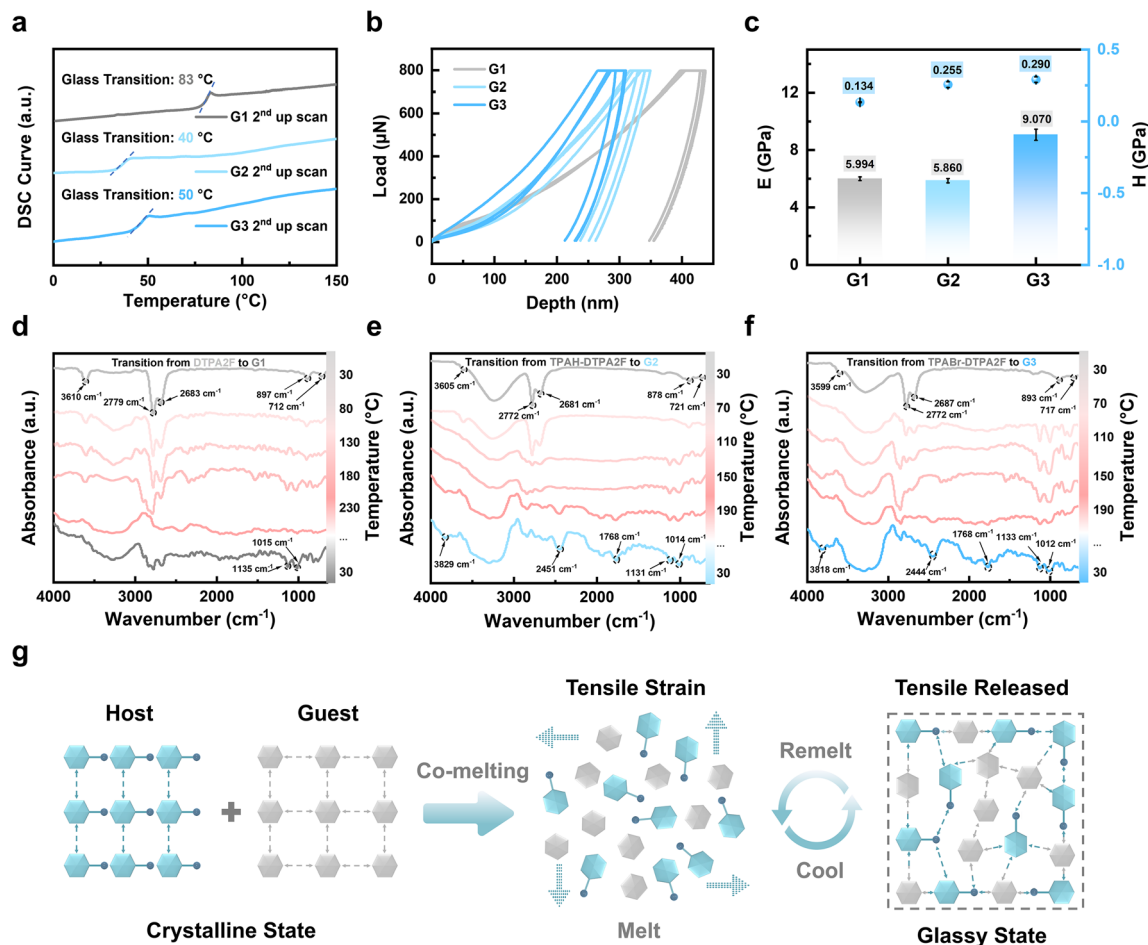 a
Glass Transition: 83 °C
G1 2nd up scan
Glass Transition: 40 °C
G2 2nd up scan
Glass Transition: 50 °C
G3 2nd up scan
DSC Curve (a.u.)
0
50
100
150
Temperature (°C)
b
G1
G2
G3
800
600
400
200
0
Load (µN)
0
100
200
300
400
Depth (nm)
c
12
9
6
3
0
E (GPa)
0.134
0.255
0.290
5.994
5.860
9.070
0.5
0.0
-0.5
-1.0
H (GPa)
G1
G2
G3
d
Transition from DTPA2F to G1
3610 cm-1
2779 cm-1
2683 cm-1
897 cm-1
712 cm-1
1015 cm-1
1135 cm-1
Absorbance (a.u.)
30
80
130
180
230
...
30
Temperature (°C)
4000
3000
2000
1000
Wavenumber (cm-1)
e
Transition from TPAH-DTPA2F to G2
3605 cm-1
2772 cm-1
2681 cm-1
878 cm-1
721 cm-1
3829 cm-1
2451 cm-1
1768 cm-1
1014 cm-1
1131 cm-1
Absorbance (a.u.)
30
70
110
150
190
...
30
Temperature (°C)
4000
3000
2000
1000
Wavenumber (cm-1)
f
Transition from TPABr-DTPA2F to G3
3599 cm-1
2687 cm-1
2772 cm-1
893 cm-1
717 cm-1
3818 cm-1
2444 cm-1
1768 cm-1
1133 cm-1
1012 cm-1
Absorbance (a.u.)
30
70
110
150
190
...
30
Temperature (°C)
4000
3000
2000
1000
Wavenumber (cm-1)
g
Host
Guest
+
Crystalline State
Co-melting
Tensile Strain
Melt
Remelt
Cool
Tensile Released
Glassy State